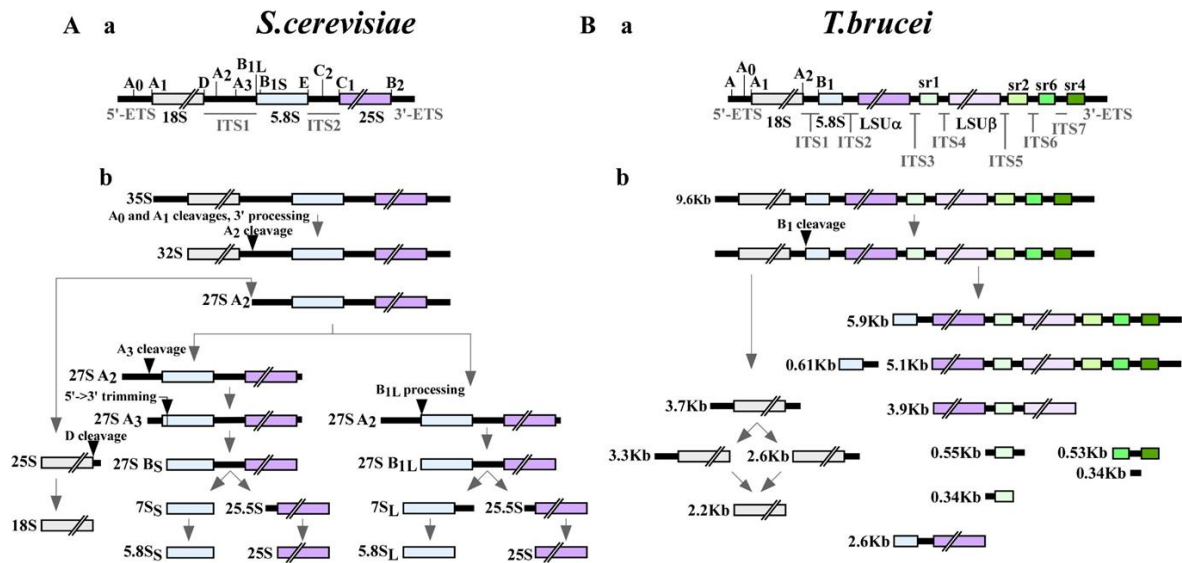 A a S.cerevisiae
A0 A1 D A2 A3 B1L B1S E C2 C1 B2
5'-ETS 18S ITS1 5.8S ITS2 25S 3'-ETS
b
35S
A0 and A1 cleavages, 3' processing
A2 cleavage
32S
27S A2
A3 cleavage
27S A2
5'->3' trimming
27S A3
D cleavage
25S
18S
27S BS
7SS 25.5S
5.8SS 25S
B1L processing
27S A2
27S B1L
7SL 25.5S
5.8SL 25S
B a T.brucei
A A0 A1 A2 B1 sr1 sr2 sr6 sr4
5'-ETS 18S 5.8S LSUα LSUβ 3'-ETS
ITS1 ITS2 ITS3 ITS4 ITS5 ITS6 ITS7
b
9.6Kb
B1 cleavage
5.9Kb
0.61Kb 5.1Kb
3.7Kb 3.9Kb
3.3Kb 2.6Kb 0.55Kb 0.53Kb
0.34Kb
2.2Kb 0.34Kb
2.6Kb